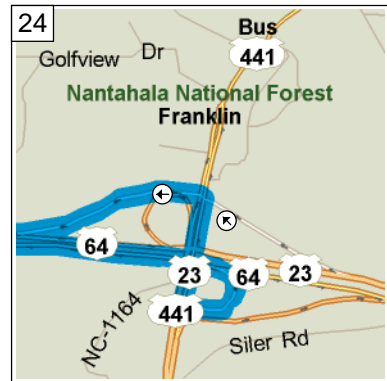 24
Bus
441
Golfview Dr
Nantahala National Forest
Franklin
64
23
64
23
441
NC-1164
Siler Rd